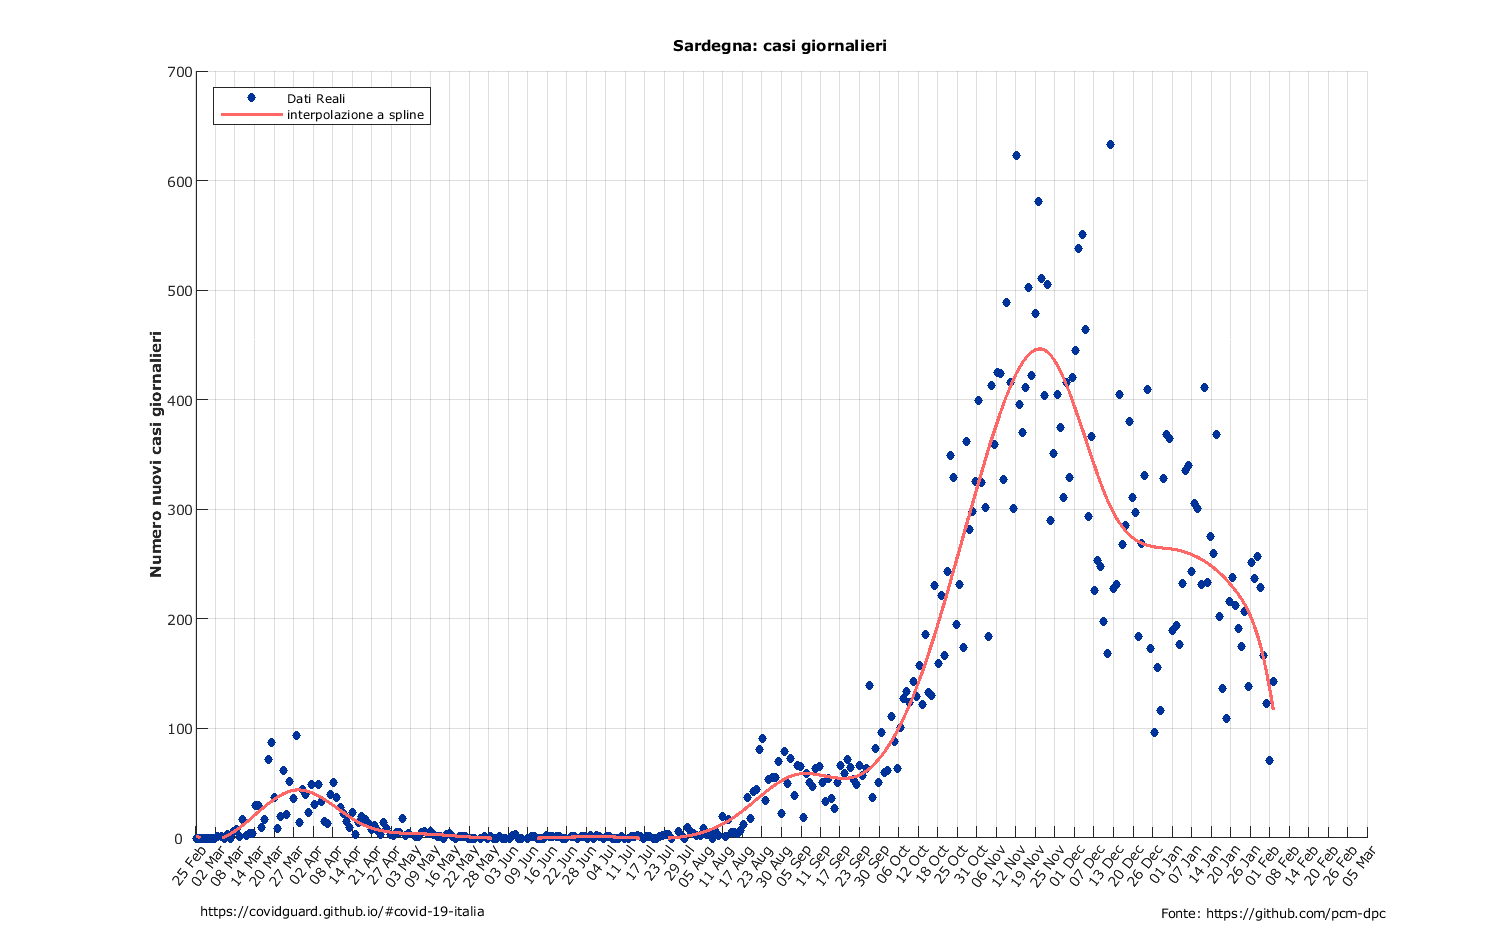 Sardegna: casi giornalieri
Dati Reali
interpolazione a spline
Numero nuovi casi giornalieri
700
600
500
400
300
200
100
0
25 Feb
02 Mar
08 Mar
14 Mar
20 Mar
27 Mar
02 Apr
08 Apr
14 Apr
21 Apr
27 Apr
03 May
09 May
16 May
22 May
28 May
03 Jun
09 Jun
16 Jun
22 Jun
28 Jun
04 Jul
11 Jul
17 Jul
23 Jul
29 Jul
05 Aug
11 Aug
17 Aug
23 Aug
30 Aug
05 Sep
11 Sep
17 Sep
23 Sep
30 Sep
06 Oct
12 Oct
18 Oct
25 Oct
31 Oct
06 Nov
12 Nov
19 Nov
25 Nov
01 Dec
07 Dec
13 Dec
20 Dec
26 Dec
01 Jan
07 Jan
14 Jan
20 Jan
26 Jan
01 Feb
08 Feb
14 Feb
20 Feb
26 Feb
05 Mar
https://covidguard.github.io/#covid-19-italia
Fonte: https://github.com/pcm-dpc